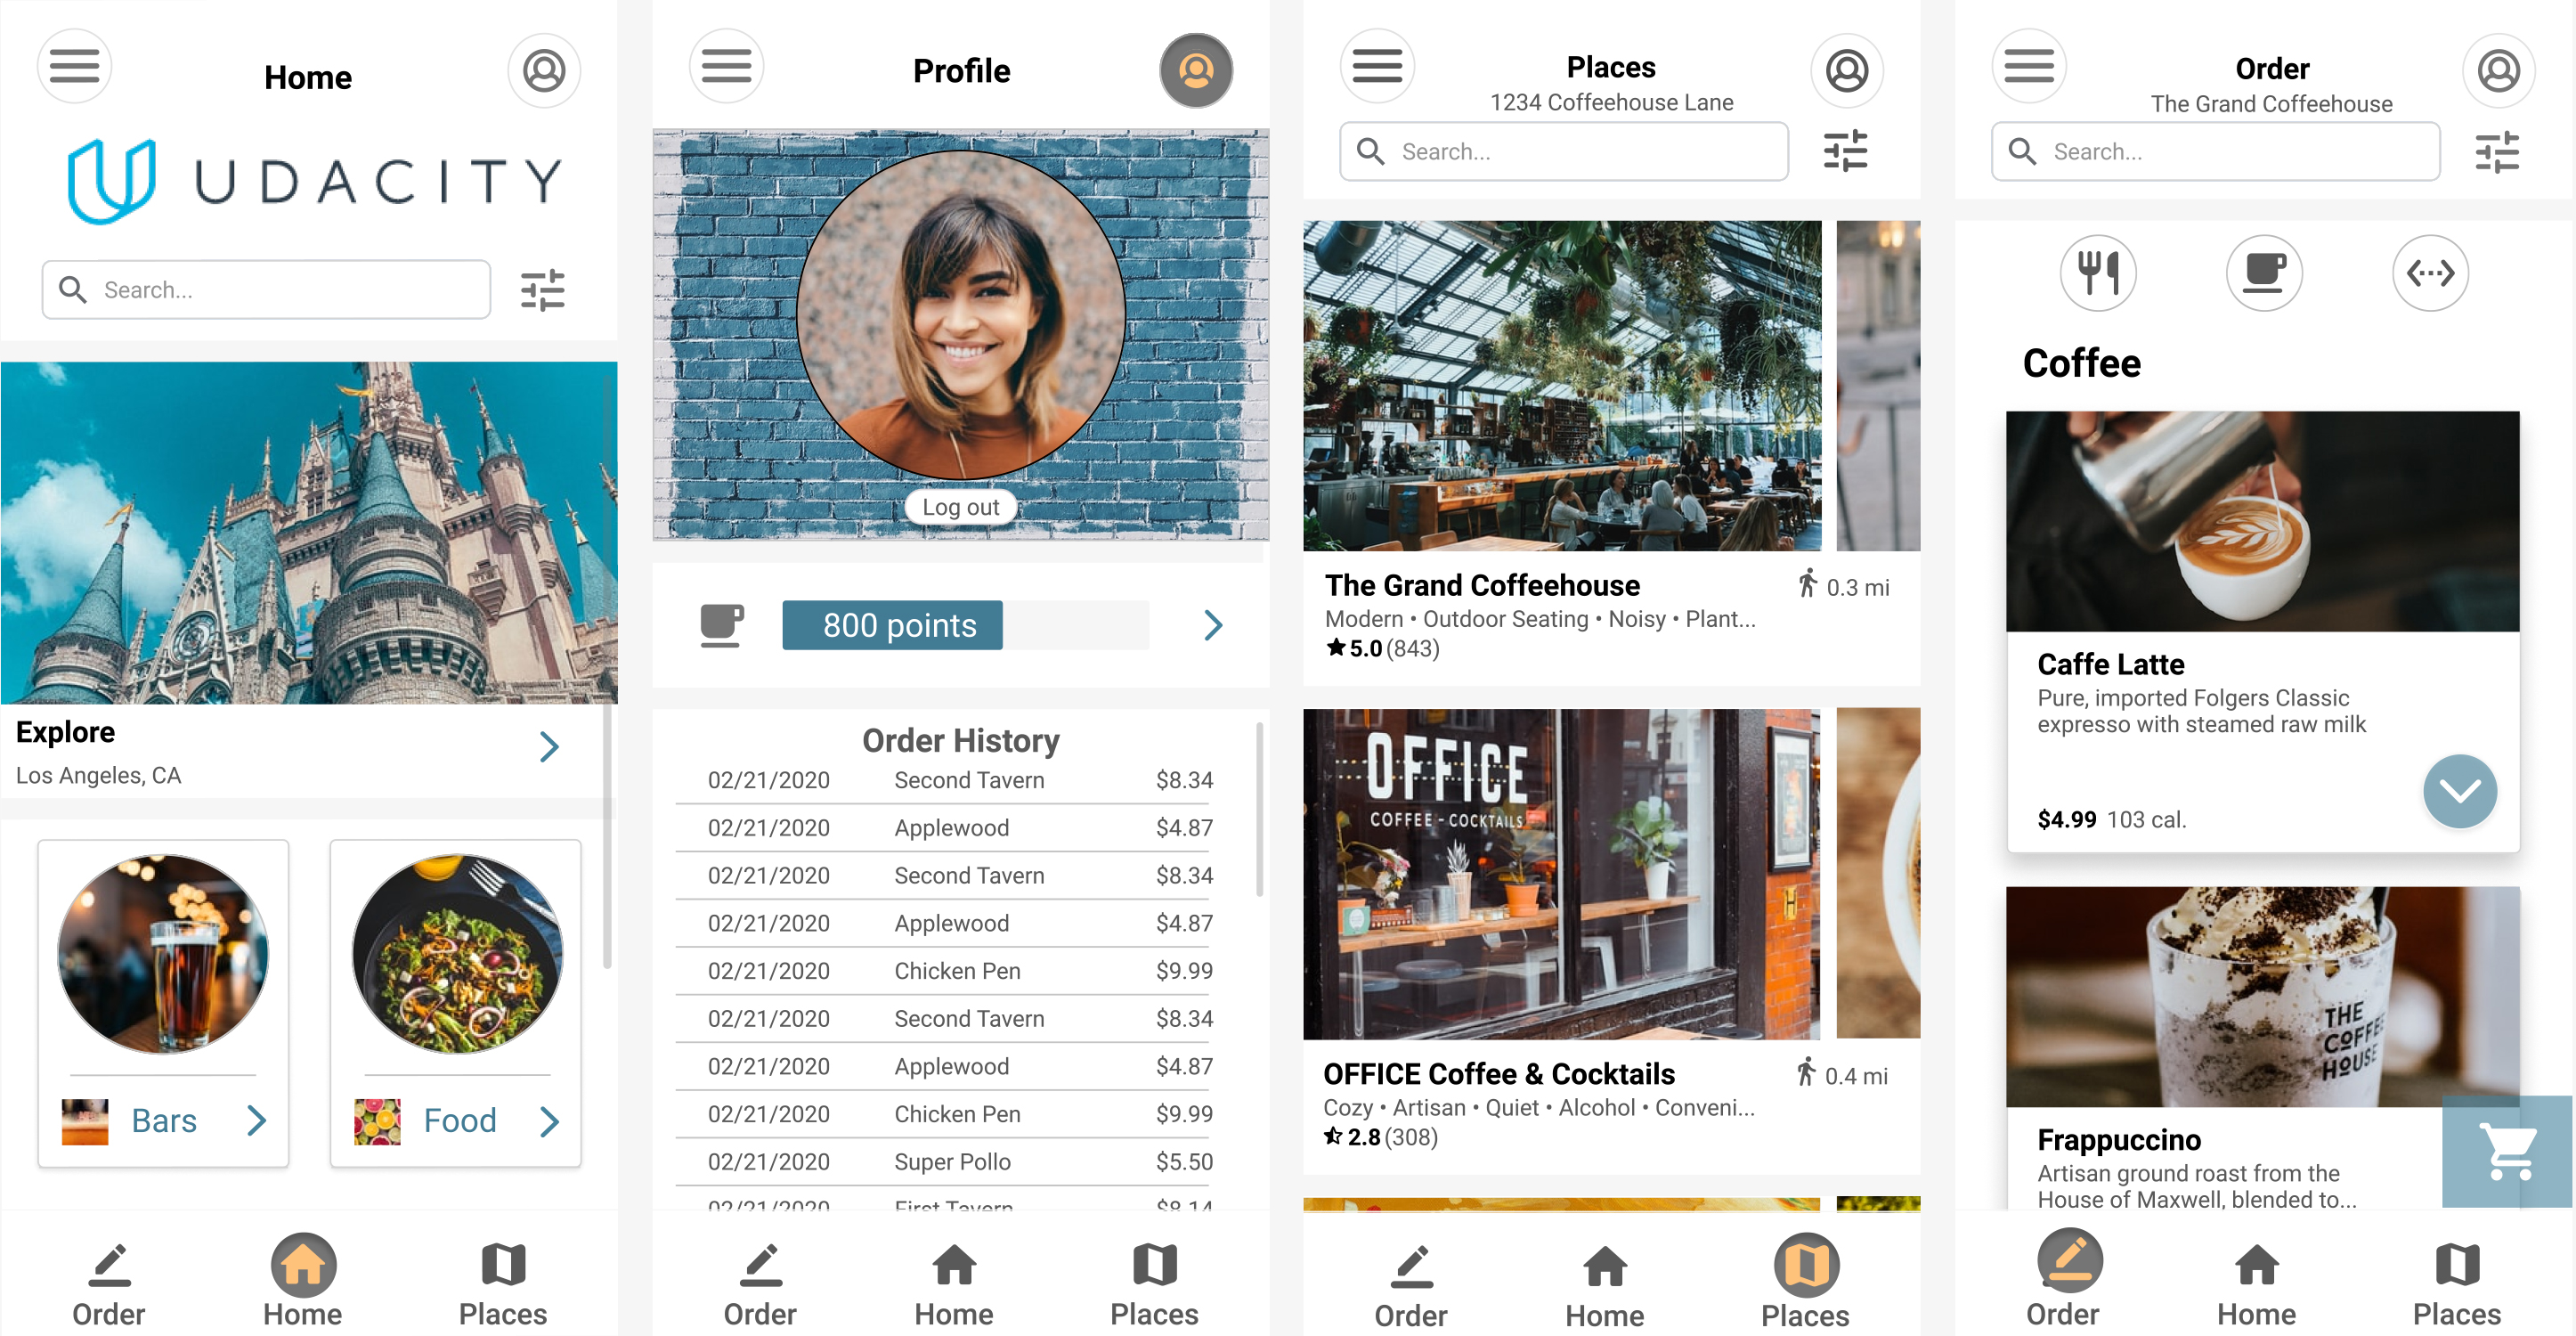 Home
UDACITY
Search...
Explore
Los Angeles, CA
Bars
Food
Order
Home
Places
Profile
Log out
800 points
Order History
02/21/2020 Second Tavern $8.34
02/21/2020 Applewood $4.87
02/21/2020 Second Tavern $8.34
02/21/2020 Applewood $4.87
02/21/2020 Chicken Pen $9.99
02/21/2020 Second Tavern $8.34
02/21/2020 Applewood $4.87
02/21/2020 Chicken Pen $9.99
02/21/2020 Super Pollo $5.50
02/21/2020 First Tavern $8.14
Order
Home
Places
Places
1234 Coffeehouse Lane
Search...
The Grand Coffeehouse
0.3 mi
Modern • Outdoor Seating • Noisy • Plant...
5.0 (843)
OFFICE
COFFEE - COCKTAILS
OFFICE Coffee & Cocktails
0.4 mi
Cozy • Artisan • Quiet • Alcohol • Conveni...
2.8 (308)
Order
Home
Places
Order
The Grand Coffeehouse
Search...
Coffee
Caffe Latte
Pure, imported Folgers Classic
expresso with steamed raw milk
$4.99 103 cal.
THE
COFFEE
HOUSE
Frappuccino
Artisan ground roast from the
House of Maxwell, blended to...
Order
Home
Places